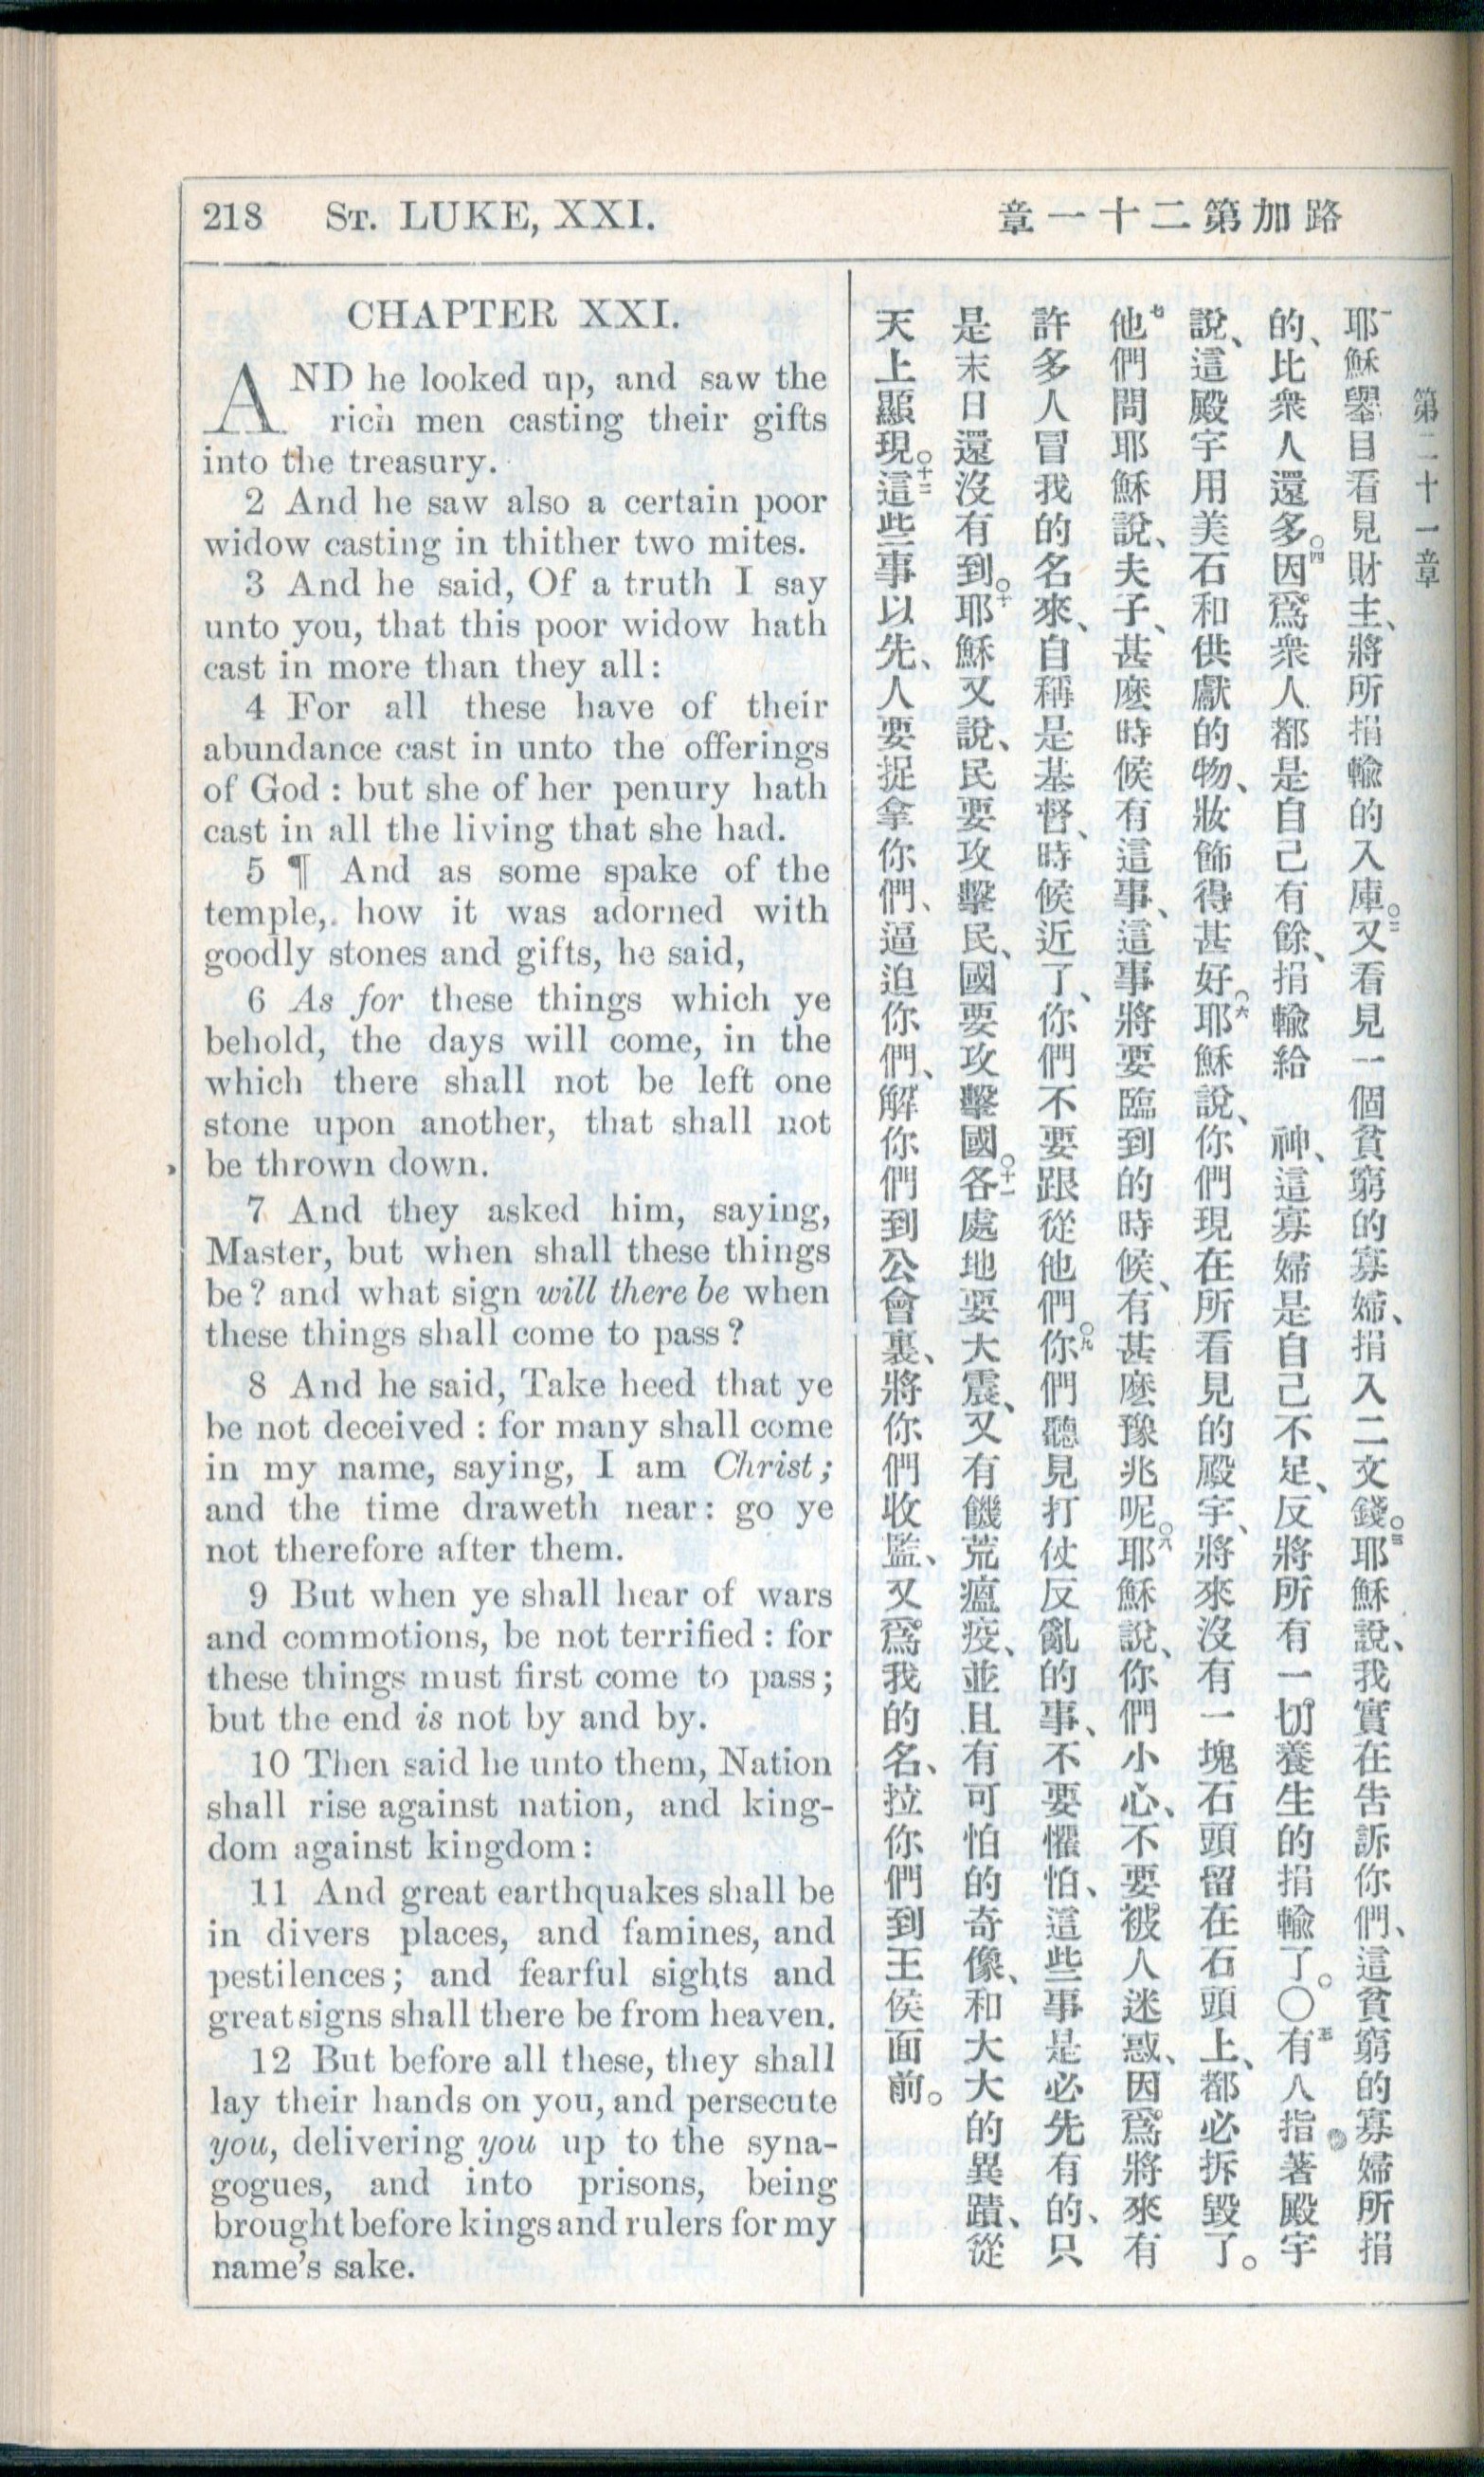 218 ST. LUKE, XXI.
章一十二第加路
CHAPTER XXI.
AND he looked up, and saw the
rich men casting their gifts
into the treasury.
2 And he saw also a certain poor
widow casting in thither two mites.
3 And he said, Of a truth I say
unto you, that this poor widow hath
cast in more than they all:
4 For all these have of their
abundance cast in unto the offerings
of God: but she of her penury hath
cast in all the living that she had.
5 ¶ And as some spake of the
temple, how it was adorned with
goodly stones and gifts, he said,
6 As for these things which ye
behold, the days will come, in the
which there shall not be left one
stone upon another, that shall not
be thrown down.
7 And they asked him, saying,
Master, but when shall these things
be? and what sign will there be when
these things shall come to pass?
8 And he said, Take heed that ye
be not deceived: for many shall come
in my name, saying, I am Christ;
and the time draweth near: go ye
not therefore after them.
9 But when ye shall hear of wars
and commotions, be not terrified: for
these things must first come to pass;
but the end is not by and by.
10 Then said he unto them, Nation
shall rise against nation, and king-
dom against kingdom:
11 And great earthquakes shall be
in divers places, and famines, and
pestilences; and fearful sights and
great signs shall there be from heaven.
12 But before all these, they shall
lay their hands on you, and persecute
you, delivering you up to the syna-
gogues, and into prisons, being
brought before kings and rulers for my
name's sake.
第二十一章
一耶穌舉目看見財主、將所捐輸的入庫。二又看見一個貧窮的寡婦、捐入二文錢。三耶穌說、我實在告訴你們、這貧窮的寡婦所捐
的、比衆人還多。四因爲衆人都是自己有餘、捐輸給 神、這寡婦是自己不足、反將所有一切養生的捐輸了。〇五有人指著殿宇
說、這殿宇用美石和供獻的物、妝飾得甚好。六耶穌說、你們現在所看見的殿宇、將來沒有一塊石頭留在石頭上、都必拆毀了。
七他們問耶穌說、夫子、甚麽時候有這事、這事將要臨到的時候、有甚麽豫兆呢。八耶穌說、你們小心、不要被人迷惑、因爲將來有
許多人冒我的名來、自稱是基督、時候近了、你們不要跟從他們。九你們聽見打仗反亂的事、不要懼怕、這些事是必先有的、只
是末日還沒有到。十耶穌又說、民要攻擊民、國要攻擊國。十一各處地要大震、又有饑荒瘟疫、並且有可怕的奇像、和大大的異蹟、從
天上顯現。十二這些事以先、人要捉拿你們、逼迫你們、解你們到公會裏、將你們收監、又爲我的名、拉你們到王侯面前。